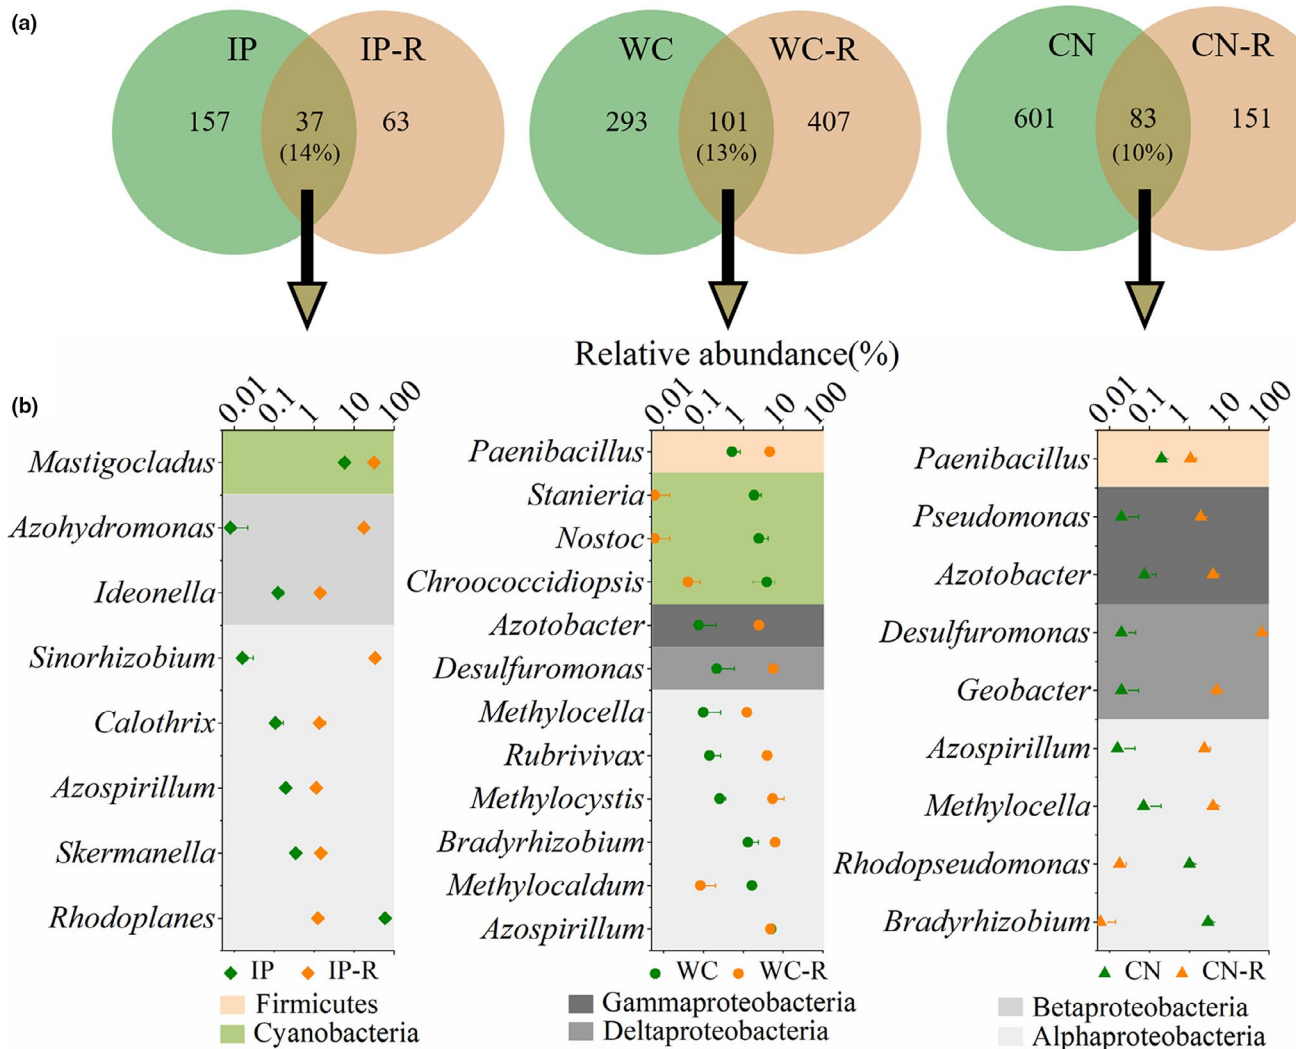 (a)
IP
IP-R
157
37
(14%)
63
WC
WC-R
293
101
(13%)
407
CN
CN-R
601
83
(10%)
151
Relative abundance(%)
(b)
0.01 0.1 1 10 100
Mastigocladus
Azohydromonas
Ideonella
Sinorhizobium
Calothrix
Azospirillum
Skermanella
Rhodoplanes
IP IP-R
0.01 0.1 1 10 100
Paenibacillus
Stanieria
Nostoc
Chroococcidiopsis
Azotobacter
Desulfuromonas
Methylocella
Rubrivivax
Methylocystis
Bradyrhizobium
Methylocaldum
Azospirillum
WC WC-R
0.01 0.1 1 10 100
Paenibacillus
Pseudomonas
Azotobacter
Desulfuromonas
Geobacter
Azospirillum
Methylocella
Rhodopseudomonas
Bradyrhizobium
CN CN-R
Firmicutes
Cyanobacteria
Gammaproteobacteria
Deltaproteobacteria
Betaproteobacteria
Alphaproteobacteria